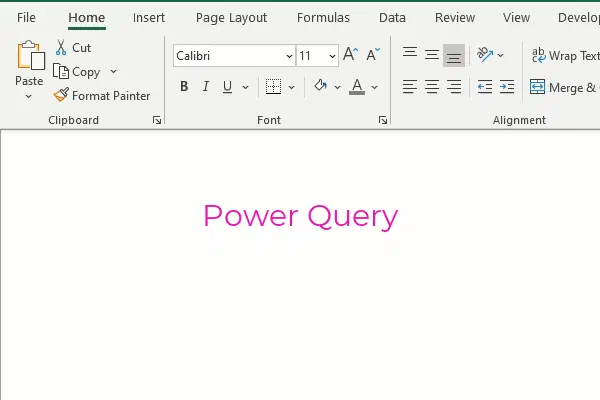 File Home Insert Page Layout Formulas Data Review View Develop
Cut
Calibri 11 A A ab Wrap Text
Copy
Paste
Format Painter B I U A Merge &
Clipboard Font Alignment
Power Query